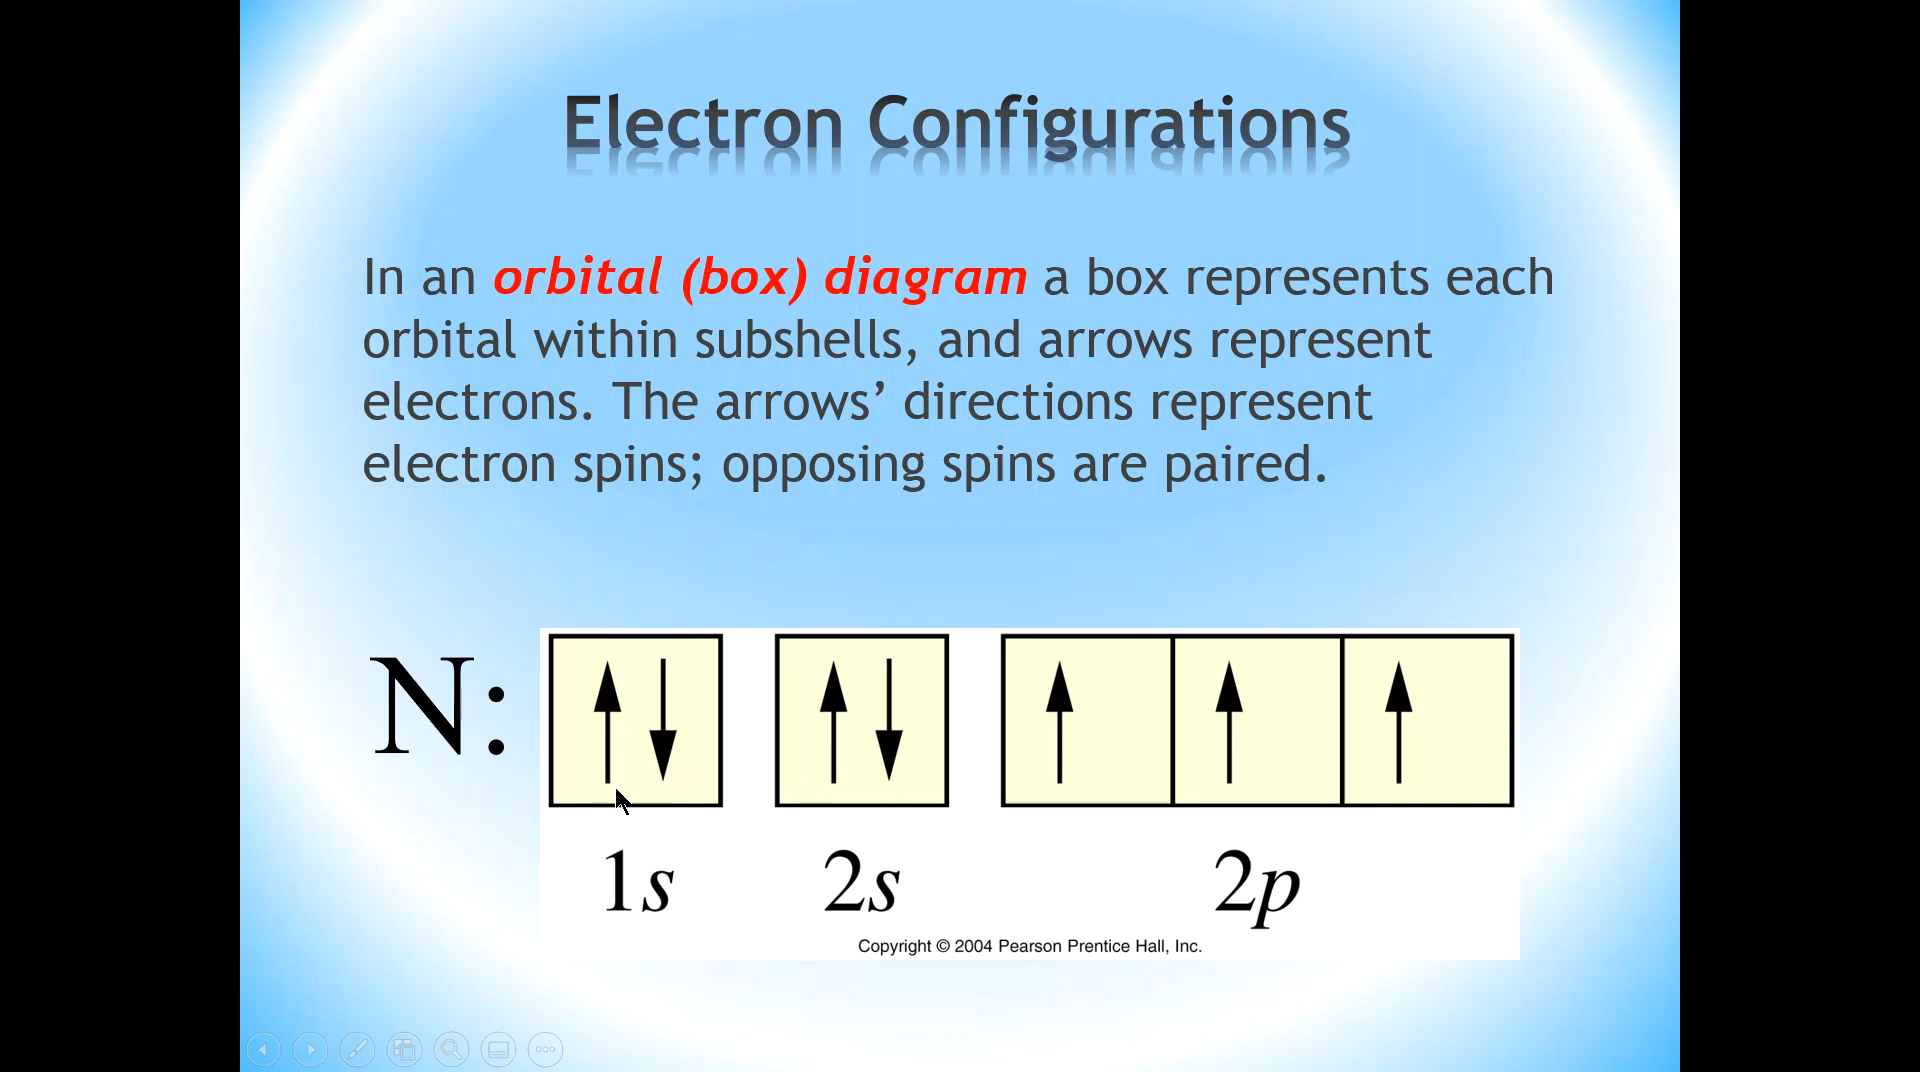 Electron Configurations
In an orbital (box) diagram a box represents each
orbital within subshells, and arrows represent
electrons. The arrows’ directions represent
electron spins; opposing spins are paired.
N:
1s 2s 2p
Copyright © 2004 Pearson Prentice Hall, Inc.